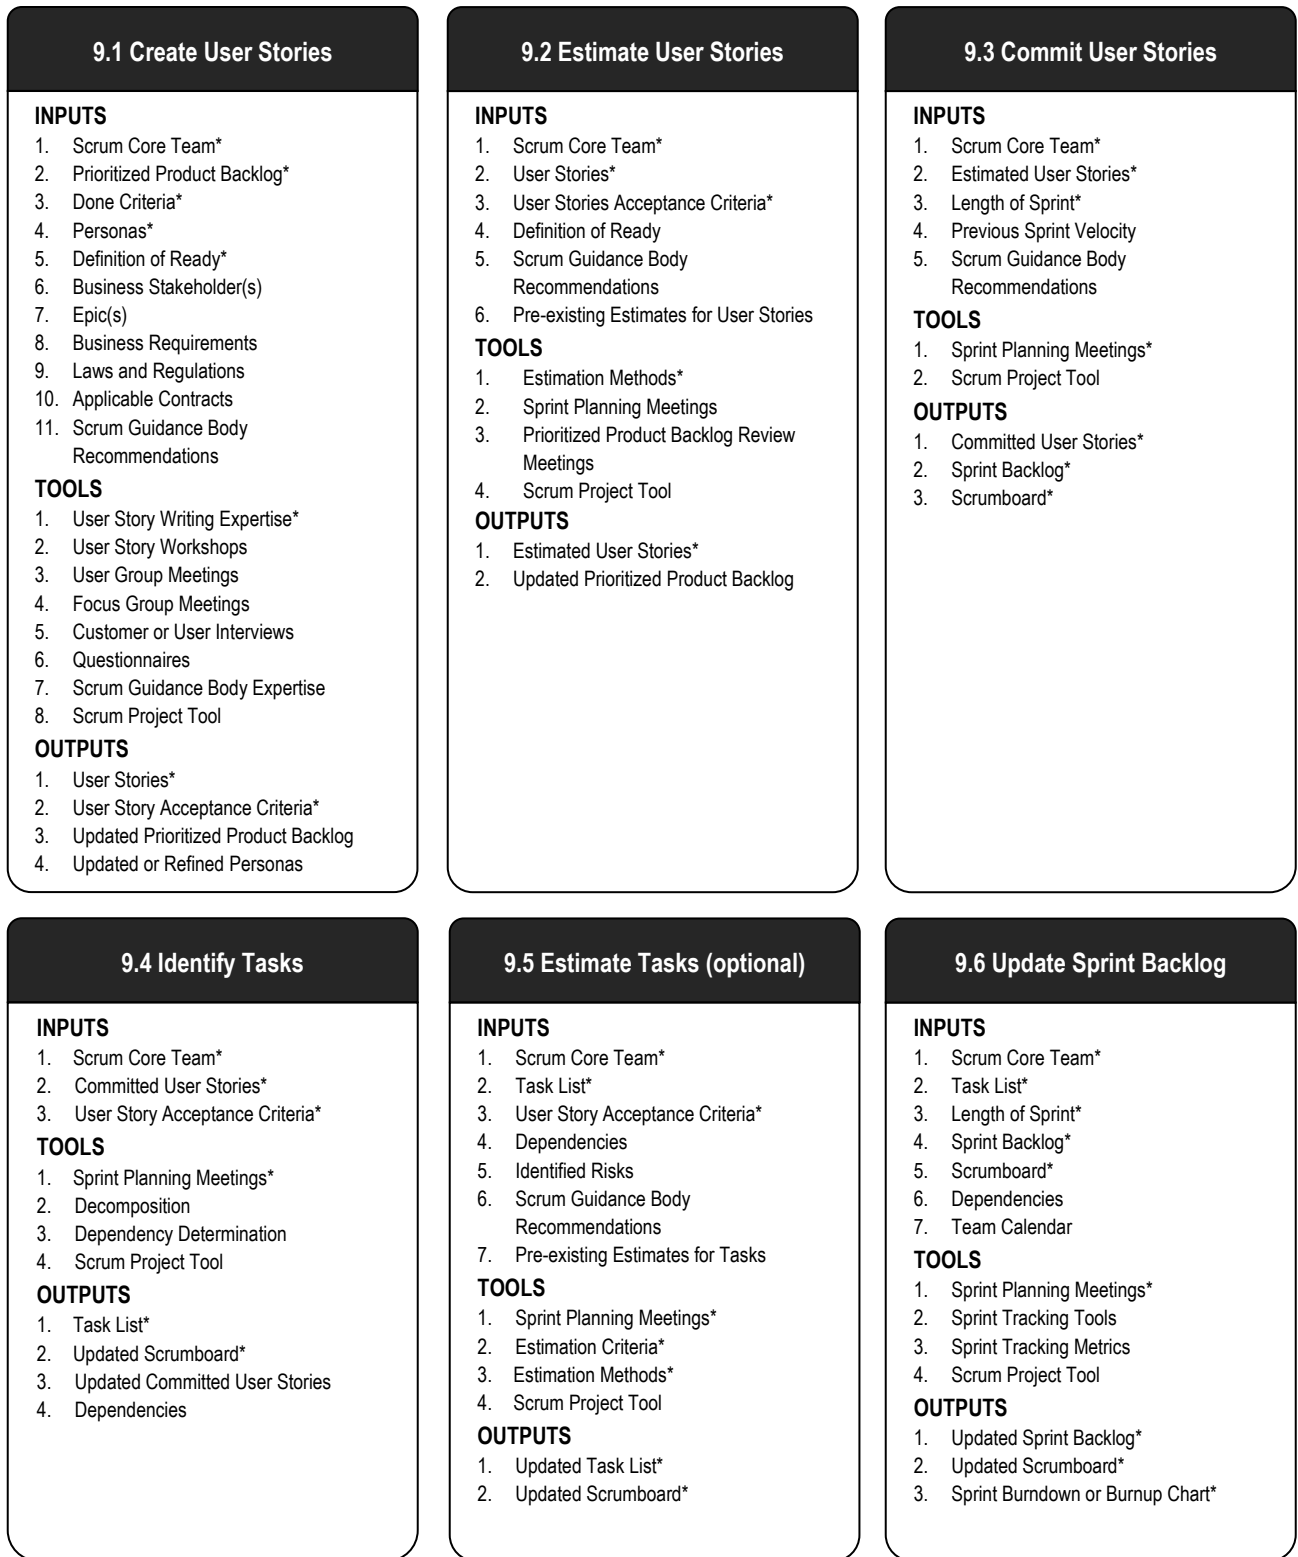 9.1 Create User Stories
INPUTS
1. Scrum Core Team*
2. Prioritized Product Backlog*
3. Done Criteria*
4. Personas*
5. Definition of Ready*
6. Business Stakeholder(s)
7. Epic(s)
8. Business Requirements
9. Laws and Regulations
10. Applicable Contracts
11. Scrum Guidance Body
Recommendations
TOOLS
1. User Story Writing Expertise*
2. User Story Workshops
3. User Group Meetings
4. Focus Group Meetings
5. Customer or User Interviews
6. Questionnaires
7. Scrum Guidance Body Expertise
8. Scrum Project Tool
OUTPUTS
1. User Stories*
2. User Story Acceptance Criteria*
3. Updated Prioritized Product Backlog
4. Updated or Refined Personas
9.2 Estimate User Stories
INPUTS
1. Scrum Core Team*
2. User Stories*
3. User Stories Acceptance Criteria*
4. Definition of Ready
5. Scrum Guidance Body
Recommendations
6. Pre-existing Estimates for User Stories
TOOLS
1. Estimation Methods*
2. Sprint Planning Meetings
3. Prioritized Product Backlog Review
Meetings
4. Scrum Project Tool
OUTPUTS
1. Estimated User Stories*
2. Updated Prioritized Product Backlog
9.3 Commit User Stories
INPUTS
1. Scrum Core Team*
2. Estimated User Stories*
3. Length of Sprint*
4. Previous Sprint Velocity
5. Scrum Guidance Body
Recommendations
TOOLS
1. Sprint Planning Meetings*
2. Scrum Project Tool
OUTPUTS
1. Committed User Stories*
2. Sprint Backlog*
3. Scrumboard*
9.4 Identify Tasks
INPUTS
1. Scrum Core Team*
2. Committed User Stories*
3. User Story Acceptance Criteria*
TOOLS
1. Sprint Planning Meetings*
2. Decomposition
3. Dependency Determination
4. Scrum Project Tool
OUTPUTS
1. Task List*
2. Updated Scrumboard*
3. Updated Committed User Stories
4. Dependencies
9.5 Estimate Tasks (optional)
INPUTS
1. Scrum Core Team*
2. Task List*
3. User Story Acceptance Criteria*
4. Dependencies
5. Identified Risks
6. Scrum Guidance Body
Recommendations
7. Pre-existing Estimates for Tasks
TOOLS
1. Sprint Planning Meetings*
2. Estimation Criteria*
3. Estimation Methods*
4. Scrum Project Tool
OUTPUTS
1. Updated Task List*
2. Updated Scrumboard*
9.6 Update Sprint Backlog
INPUTS
1. Scrum Core Team*
2. Task List*
3. Length of Sprint*
4. Sprint Backlog*
5. Scrumboard*
6. Dependencies
7. Team Calendar
TOOLS
1. Sprint Planning Meetings*
2. Sprint Tracking Tools
3. Sprint Tracking Metrics
4. Scrum Project Tool
OUTPUTS
1. Updated Sprint Backlog*
2. Updated Scrumboard*
3. Sprint Burndown or Burnup Chart*